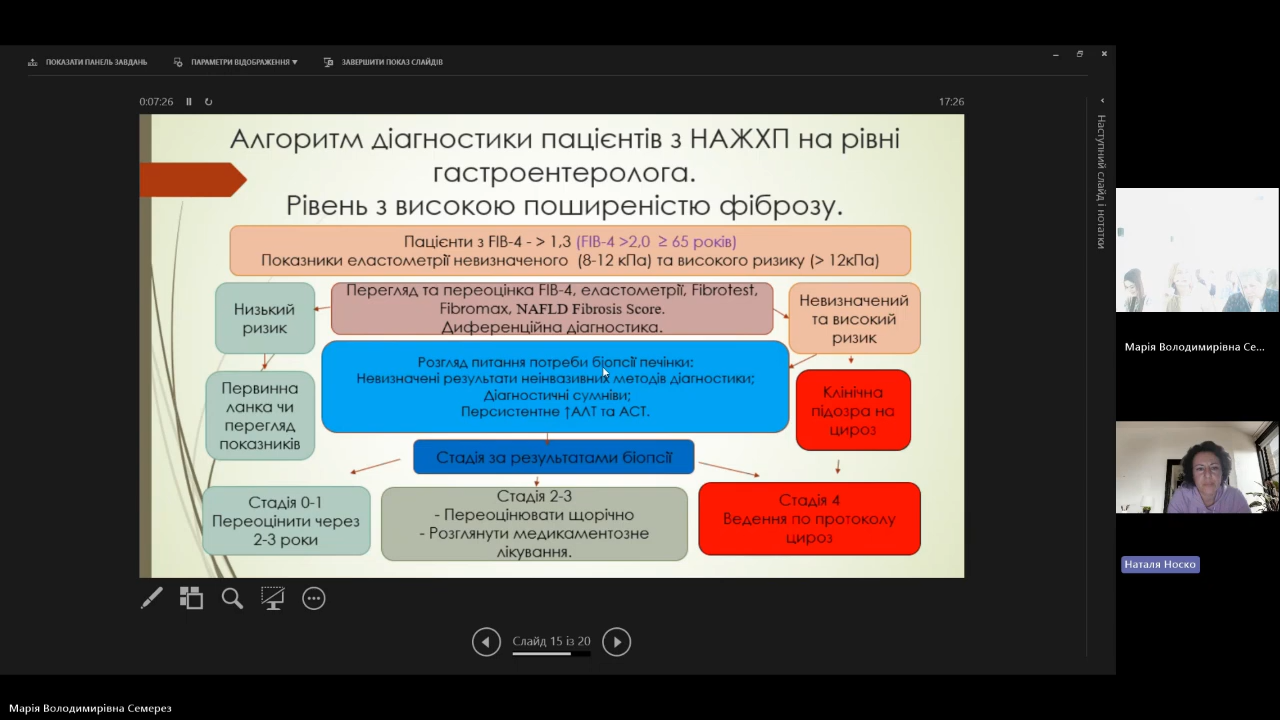 ПОКАЗАТИ ПАНЕЛЬ ЗАВДАНЬ
ПАРАМЕТРИ ВІДОБРАЖЕННЯ
ЗАВЕРШИТИ ПОКАЗ СЛАЙДІВ
0:07:26
17:26
Наступний слайд і нотатки
Алгоритм діагностики пацієнтів з НАЖХП на рівні
гастроентеролога.
Рівень з високою поширеністю фіброзу.
Пацієнти з FIB-4 - > 1,3 (FIB-4 >2,0 ≥ 65 років)
Показники еластометрії невизначеного (8-12 кПа) та високого ризику (> 12кПа)
Низький
ризик
Перегляд та переоцінка FIB-4, еластометрії, Fibrotest,
Fibromax, NAFLD Fibrosis Score.
Диференційна діагностика.
Невизначений
та високий
ризик
Первинна
ланка чи
перегляд
показників
Розгляд питання потреби біопсії печінки:
Невизначені результати неінвазивних методів діагностики;
Діагностичні сумніви;
Персистентне ↑АЛТ та АСТ.
Клінічна
підозра на
цироз
Стадія за результатами біопсії
Стадія 0-1
Переоцінити через
2-3 роки
Стадія 2-3
- Переоцінювати щорічно
- Розглянути медикаментозне
лікування.
Стадія 4
Ведення по протоколу
цироз
Слайд 15 із 20
Марія Володимирівна Се...
Наталя Носко
Марія Володимирівна Семерез